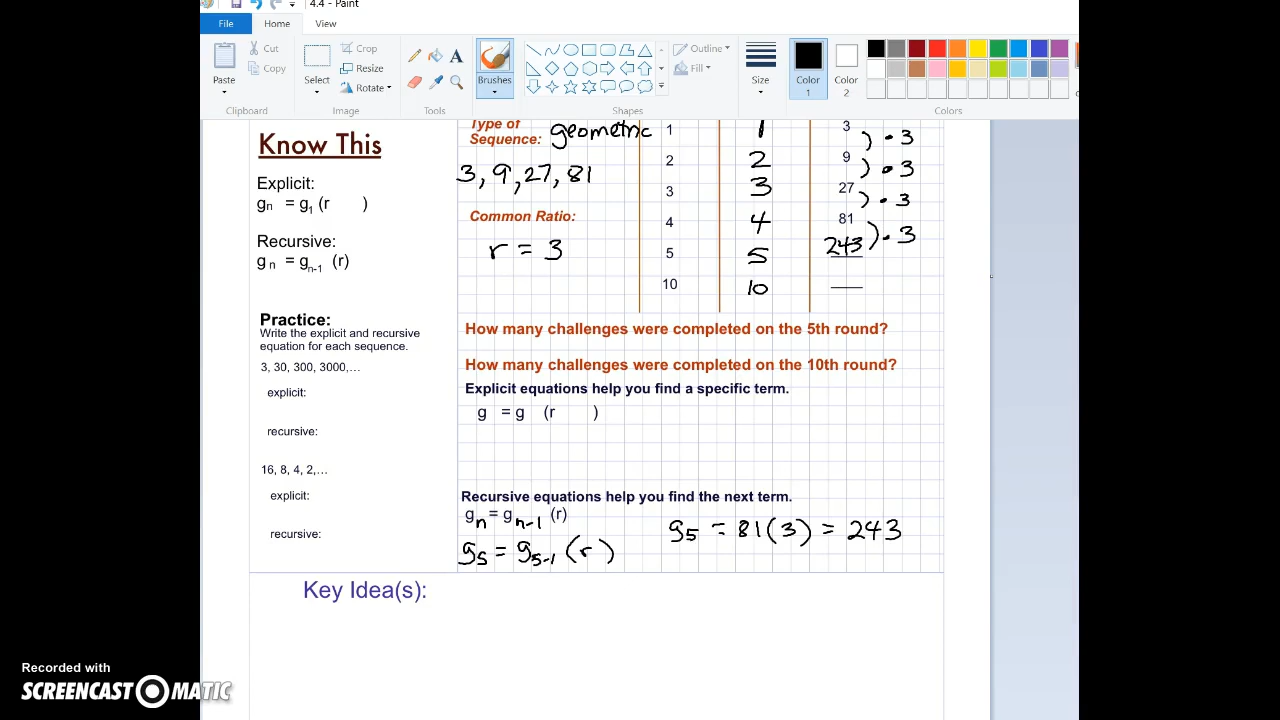 4.4 - Paint
File Home View
Paste
Cut
Copy
Clipboard
Select
Crop
Resize
Rotate
Image
A
Tools
Brushes
Outline
Fill
Shapes
Size
Color 1
Color 2
Colors
Know This
Explicit:
gn = g1 (r )
Recursive:
g n = gn-1 (r)
Practice:
Write the explicit and recursive
equation for each sequence.
3, 30, 300, 3000,…
explicit:
recursive:
16, 8, 4, 2,…
explicit:
recursive:
Type of
Sequence: geometric
3, 9, 27, 81
Common Ratio:
r = 3
1 1 3
) • 3
2 2 9
) • 3
3 3 27
) • 3
4 4 81
) • 3
5 5 243
10 10
How many challenges were completed on the 5th round?
How many challenges were completed on the 10th round?
Explicit equations help you find a specific term.
g = g (r )
Recursive equations help you find the next term.
gn = gn-1 (r)
g5 = g5-1 (r)
g5 = 81(3) = 243
Key Idea(s):
Recorded with
SCREENCAST MATIC